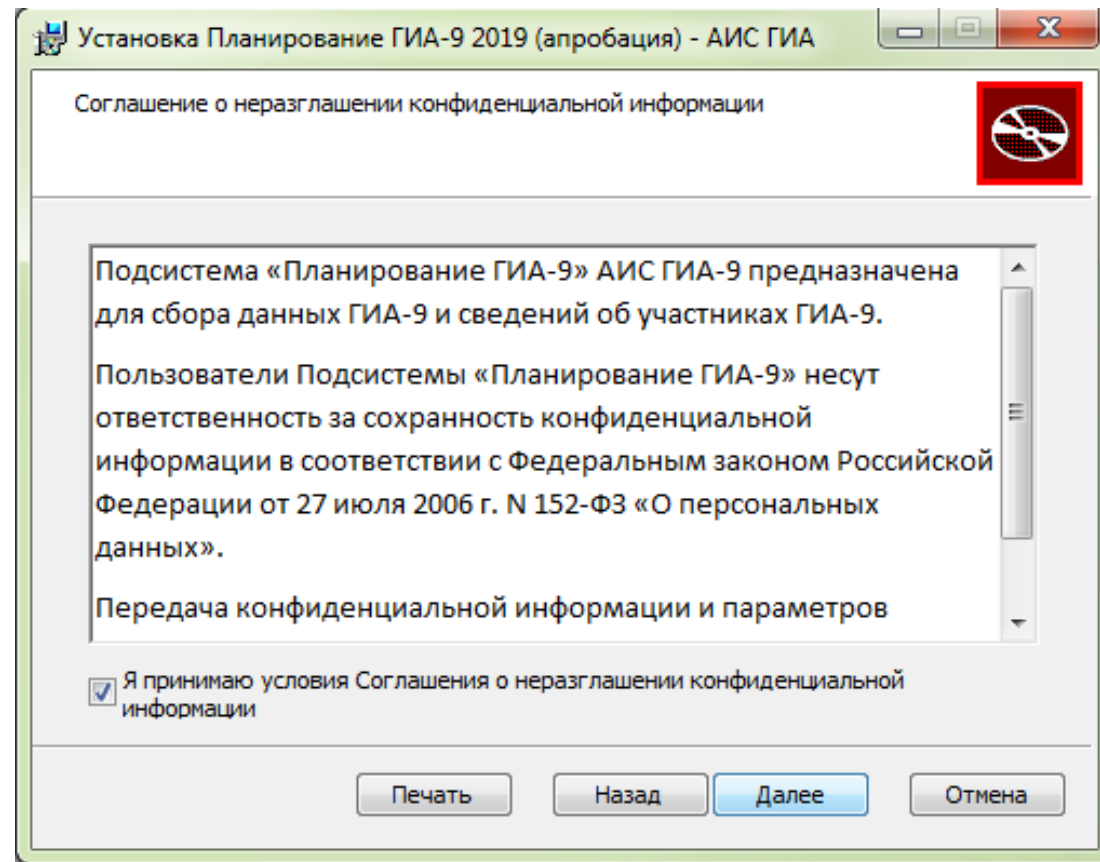 Установка Планирование ГИА-9 2019 (апробация) - АИС ГИА
Соглашение о неразглашении конфиденциальной информации
Подсистема «Планирование ГИА-9» АИС ГИА-9 предназначена
для сбора данных ГИА-9 и сведений об участниках ГИА-9.
Пользователи Подсистемы «Планирование ГИА-9» несут
ответственность за сохранность конфиденциальной
информации в соответствии с Федеральным законом Российской
Федерации от 27 июля 2006 г. N 152-ФЗ «О персональных
данных».
Передача конфиденциальной информации и параметров
Я принимаю условия Соглашения о неразглашении конфиденциальной
информации
Печать
Назад
Далее
Отмена